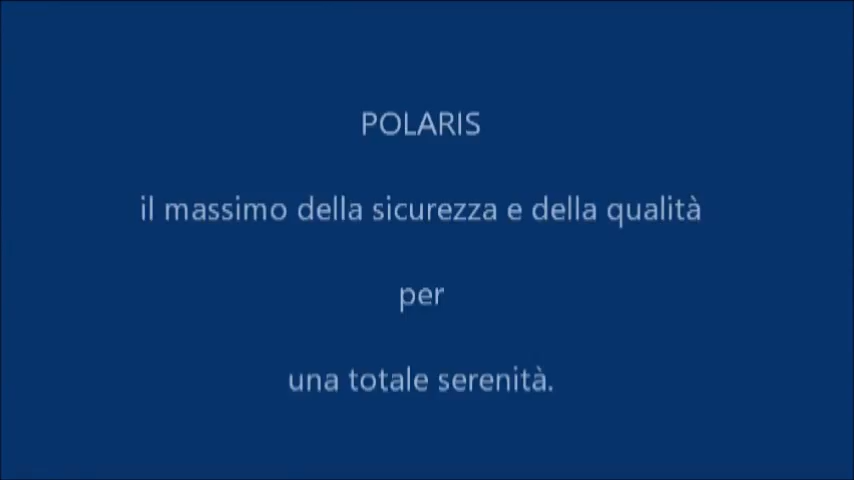 POLARIS
il massimo della sicurezza e della qualità
per
una totale serenità.